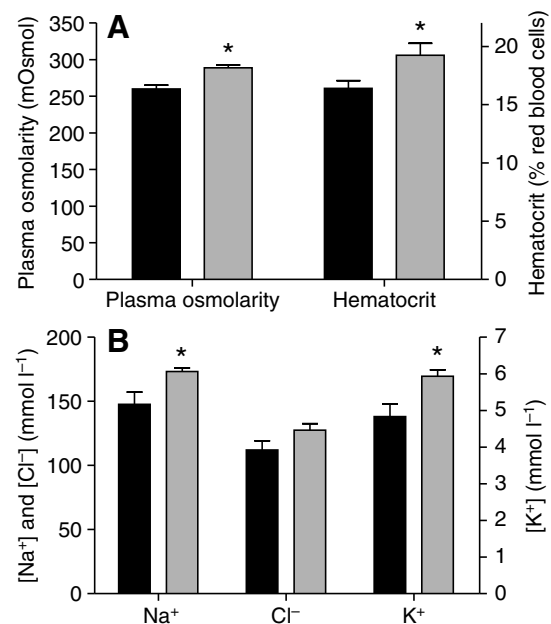 A
Plasma osmolarity (mOsmol)
350
300
250
200
150
100
50
0
*
*
20
15
10
5
0
Hematocrit (% red blood cells)
Plasma osmolarity
Hematocrit
B
[Na⁺] and [Cl⁻] (mmol l⁻¹)
200
150
100
50
0
*
*
7
6
5
4
3
2
1
0
[K⁺] (mmol l⁻¹)
Na⁺
Cl⁻
K⁺